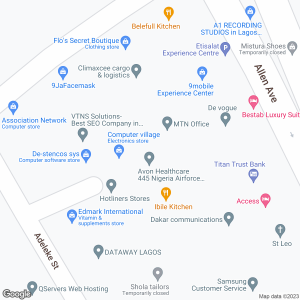 Belefull Kitchen
A1 RECORDING
STUDIOS in Lagos
Flo's Secret Boutique
Clothing store
Etisalat
Experience Centre
Mistura Shoes
Temporarily closed
Climaxcee cargo
& logistics
Allen Ave
9JaFacemask
9mobile
Experience Center
Bestab Luxury Suit
De vogue
Association Network
Computer store
VTNS Solutions-
Best SEO Company in...
MTN Office
Computer village
Electronics store
De-stencos sys
Computer software store
Avon Healthcare
445 Nigeria Airforce...
Titan Trust Bank
Hotliners Stores
Ibile Kitchen
Access
Edmark International
Vitamin &
supplements store
Dakar communications
St Leo
Adeleke St
DATAWAY LAGOS
Shola tailors
Temporarily closed
Samsung
Customer Service
QServers Web Hosting
Google
Map data ©2023